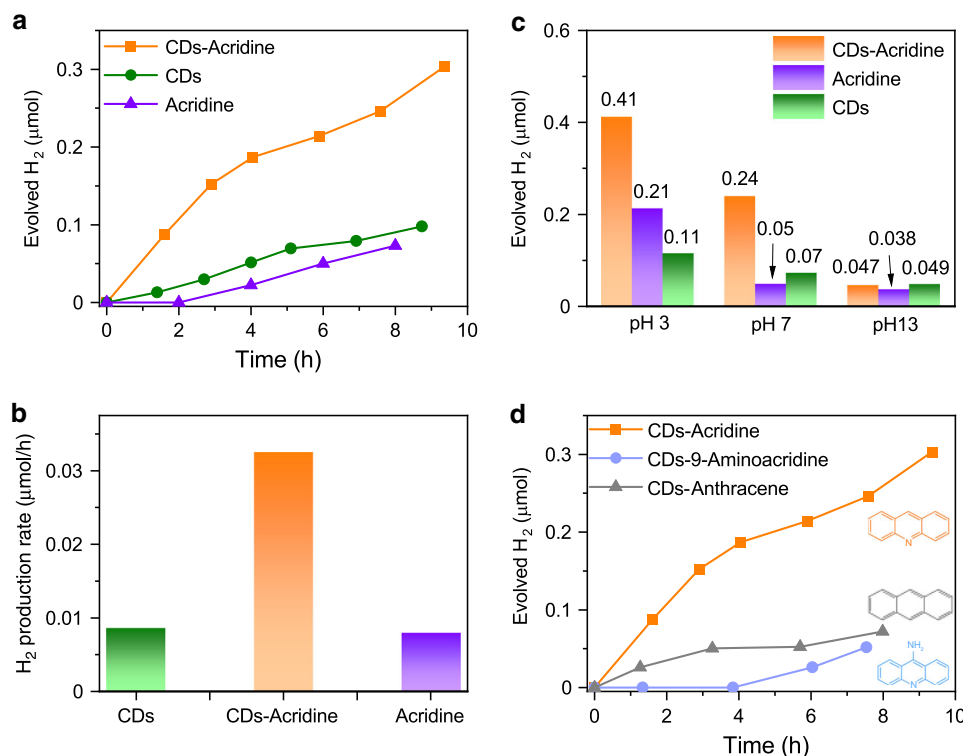 a
CDs-Acridine
CDs
Acridine
Evolved H₂ (μmol)
0.3
0.2
0.1
0
0 2 4 6 8 10
Time (h)
c
CDs-Acridine
Acridine
CDs
Evolved H₂ (μmol)
0.6
0.4
0.2
0
0.41
0.21
0.11
0.24
0.05
0.07
0.047
0.038
0.049
pH 3 pH 7 pH13
b
H₂ production rate (μmol/h)
0.03
0.02
0.01
0
CDs CDs-Acridine Acridine
d
CDs-Acridine
CDs-9-Aminoacridine
CDs-Anthracene
Evolved H₂ (μmol)
0.3
0.2
0.1
0
N
NH₂
N
0 2 4 6 8 10
Time (h)